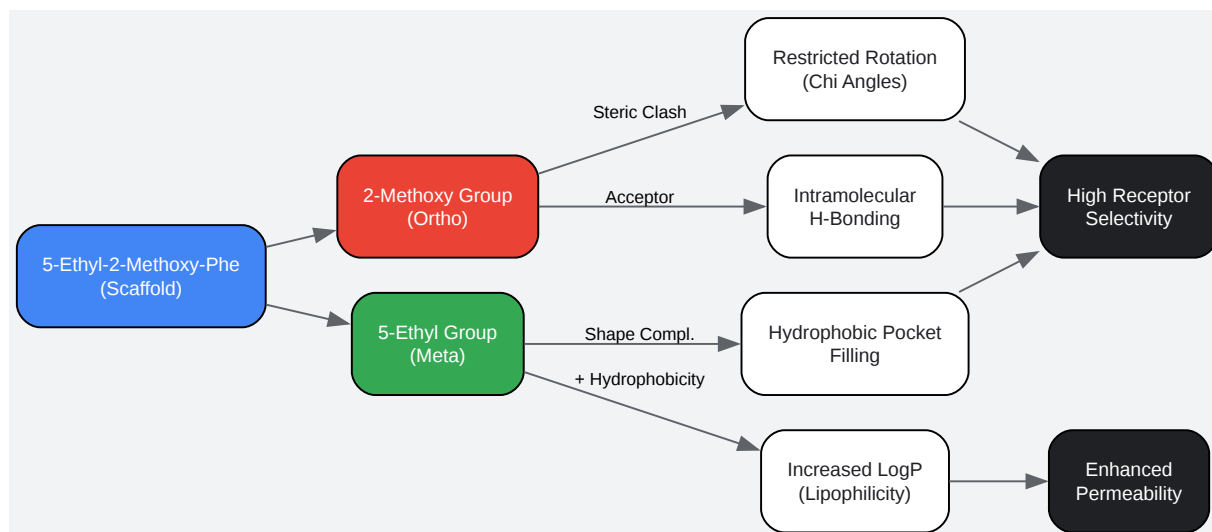 Restricted Rotation
(Chi Angles)
Steric Clash
2-Methoxy Group
(Ortho)
Acceptor
Intramolecular
H-Bonding
High Receptor
Selectivity
5-Ethyl-2-Methoxy-Phe
(Scaffold)
5-Ethyl Group
(Meta)
Shape Compl.
Hydrophobic Pocket
Filling
+ Hydrophobicity
Increased LogP
(Lipophilicity)
Enhanced
Permeability